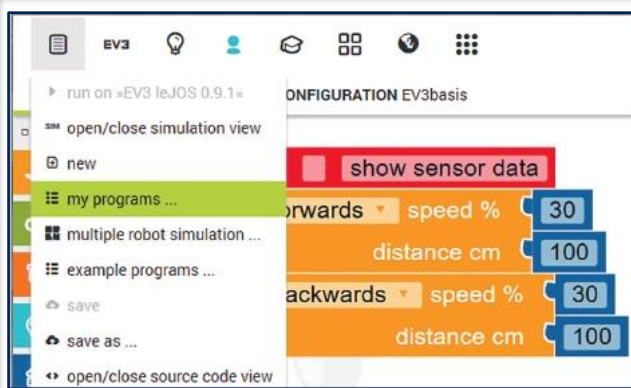 EV3
run on »EV3 leJOS 0.9.1«
ONFIGURATION EV3basis
SIM open/close simulation view
new
show sensor data
my programs ...
orwards speed % 30
multiple robot simulation ...
distance cm 100
example programs ...
ackwards speed % 30
save
save as ...
distance cm 100
open/close source code view